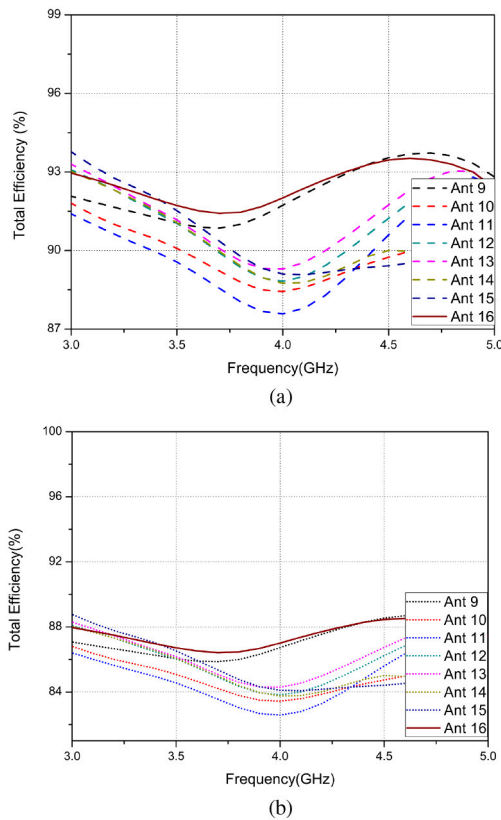 (a)
99
96
93
90
87
Total Efficiency (%)
Ant 9
Ant 10
Ant 11
Ant 12
Ant 13
Ant 14
Ant 15
Ant 16
3.0 3.5 4.0 4.5 5.0
Frequency(GHz)
(a)
100
96
92
88
84
Total Efficiency(%)
Ant 9
Ant 10
Ant 11
Ant 12
Ant 13
Ant 14
Ant 15
Ant 16
3.0 3.5 4.0 4.5 5.0
Frequency(GHz)
(b)